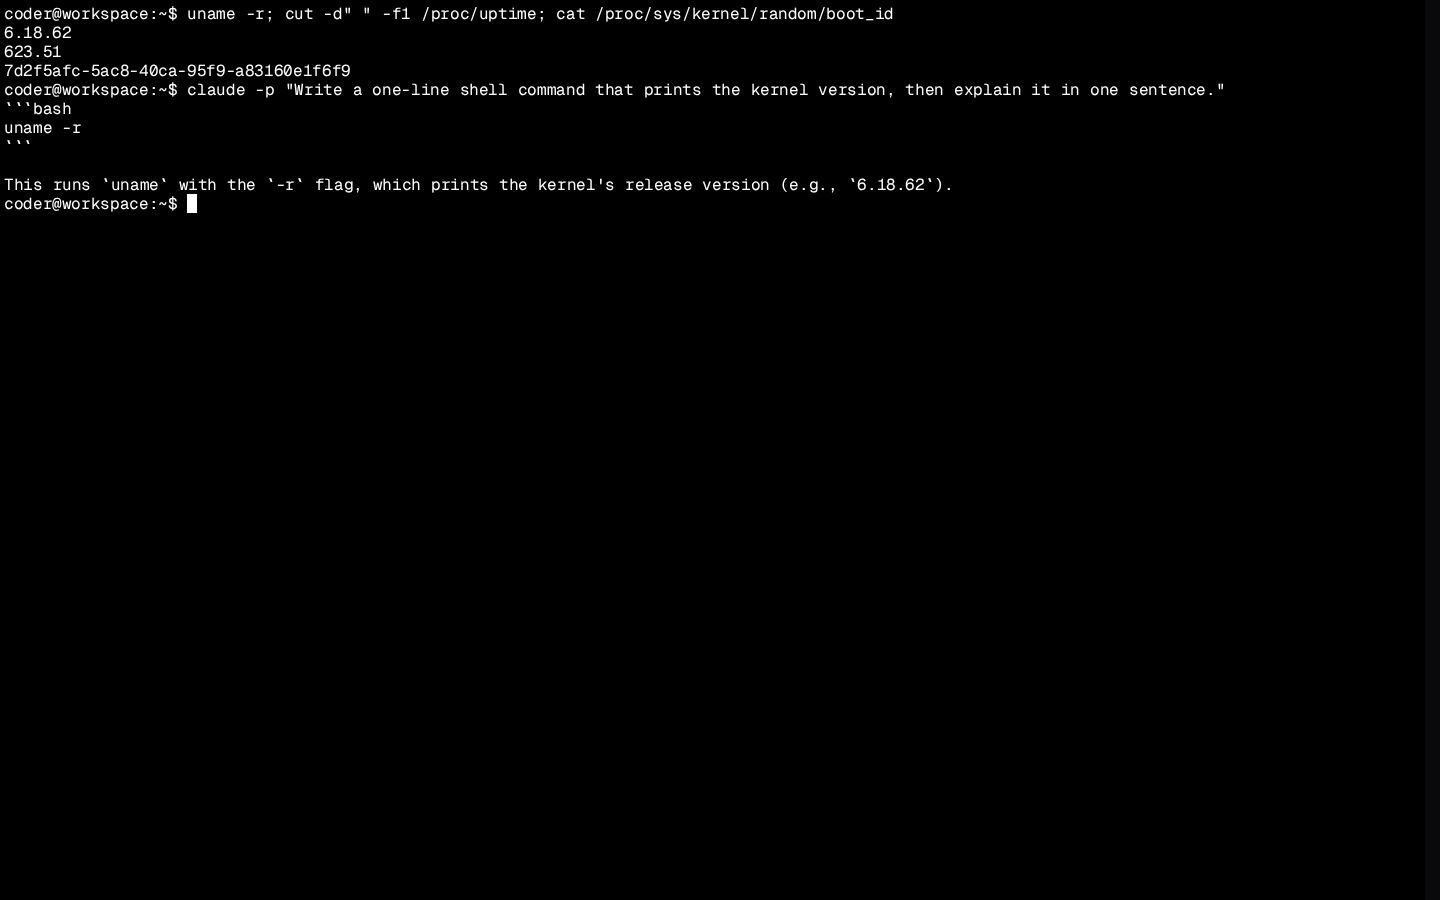 coder@workspace:~$ uname -r; cut -d" " -f1 /proc/uptime; cat /proc/sys/kernel/random/boot_id
6.18.62
623.51
7d2f5afc-5ac8-40ca-95f9-a83160e1f6f9
coder@workspace:~$ claude -p "Write a one-line shell command that prints the kernel version, then explain it in one sentence."
```bash
uname -r
```
This runs `uname` with the `-r` flag, which prints the kernel's release version (e.g., `6.18.62`).
coder@workspace:~$